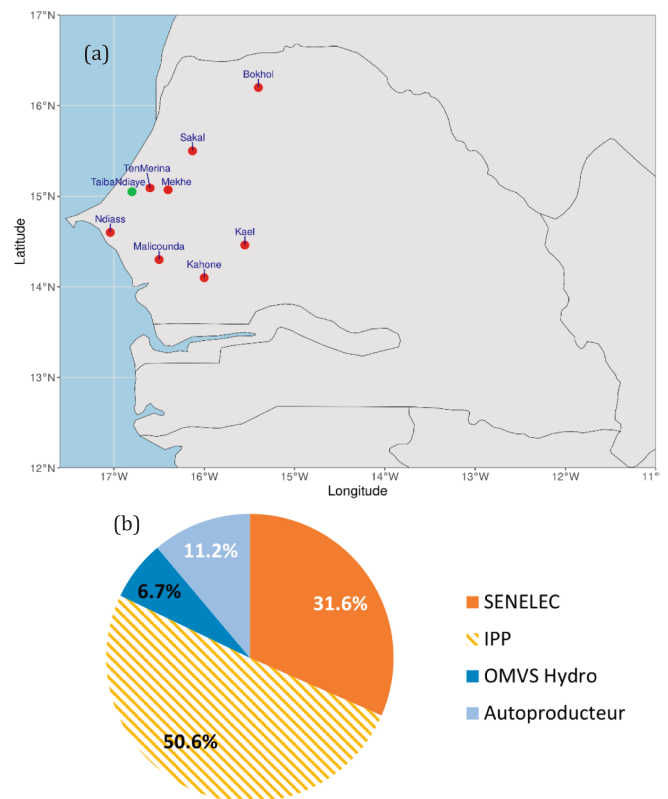 (a)
17°N
16°N
15°N
14°N
13°N
12°N
Latitude
Bokhol
Sakal
TenMerina
TaibaNdiaye
Mekhe
Ndiass
Malicounda
Kael
Kahone
17°W
16°W
15°W
14°W
13°W
12°W
11°W
Longitude
(b)
11.2%
6.7%
31.6%
50.6%
SENELEC
IPP
OMVS Hydro
Autoproducteur